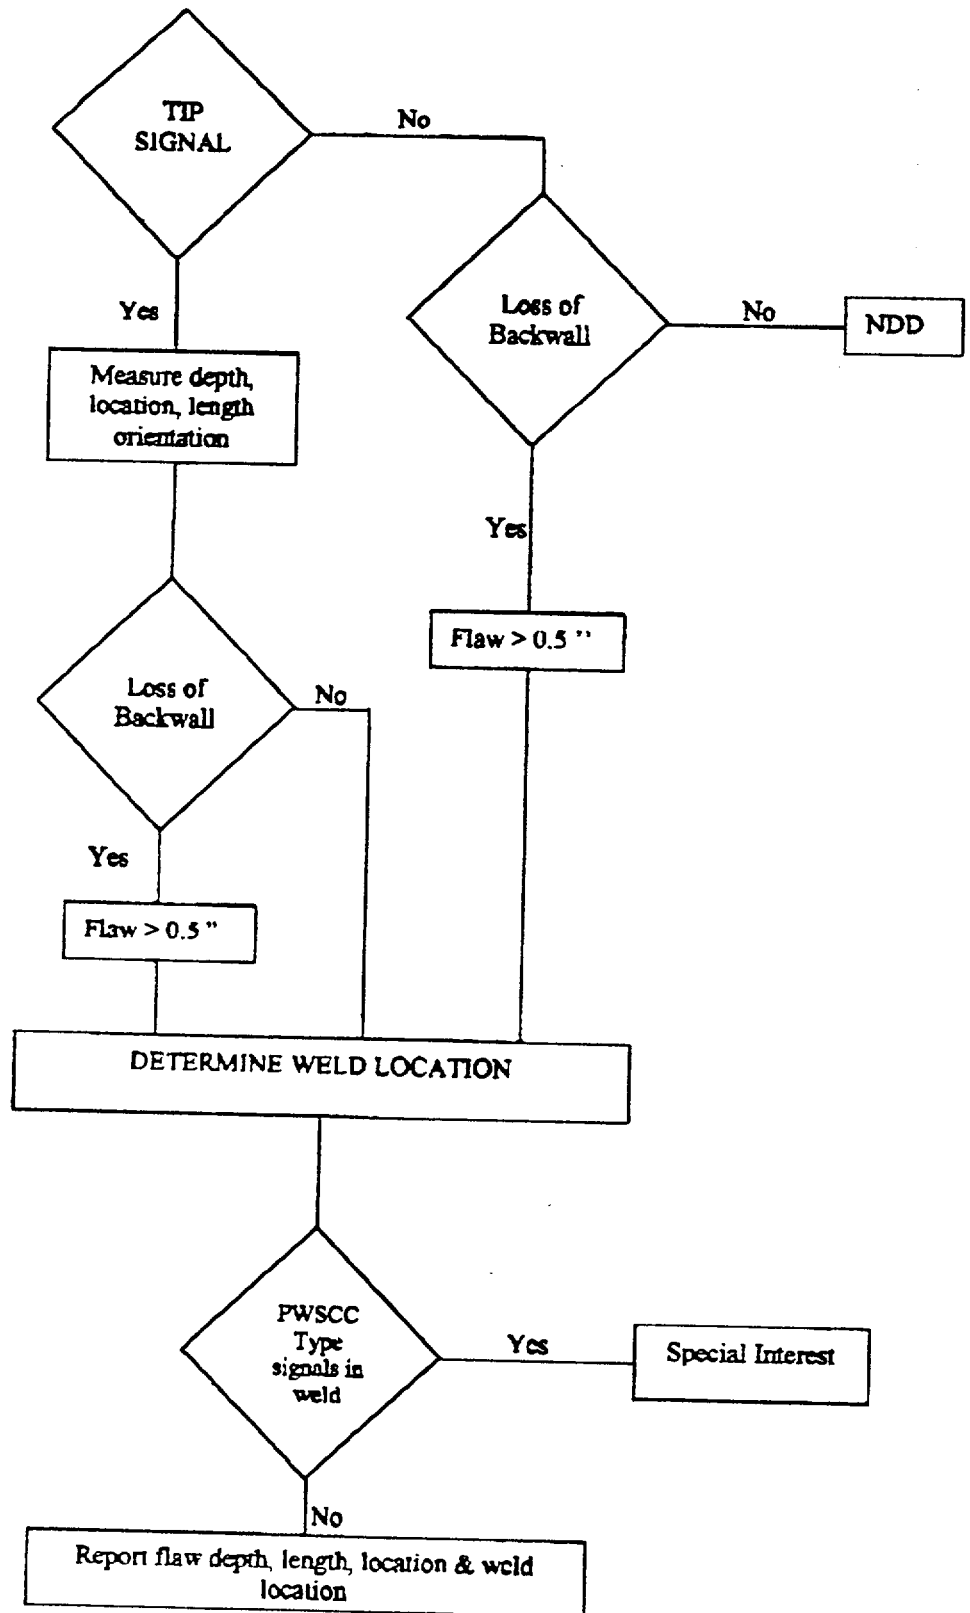 TIP
SIGNAL
No
Loss of
Backwall
No
NDD
Yes
Measure depth,
location, length
orientation
Yes
Flaw > 0.5 "
Loss of
Backwall
No
Yes
Flaw > 0.5 "
DETERMINE WELD LOCATION
PWSCC
Type
signals in
weld
Yes
Special Interest
No
Report flaw depth, length, location & weld
location